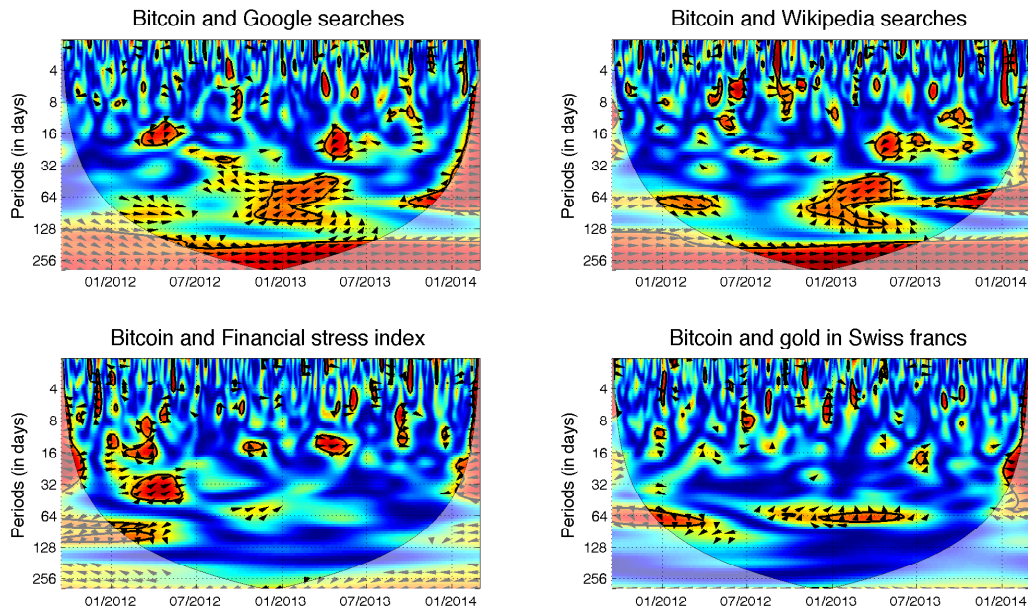 Bitcoin and Google searches
Bitcoin and Wikipedia searches
Periods (in days)
4
8
16
32
64
128
256
01/2012 07/2012 01/2013 07/2013 01/2014
Periods (in days)
4
8
16
32
64
128
256
01/2012 07/2012 01/2013 07/2013 01/2014
Bitcoin and Financial stress index
Bitcoin and gold in Swiss francs
Periods (in days)
4
8
16
32
64
128
256
01/2012 07/2012 01/2013 07/2013 01/2014
Periods (in days)
4
8
16
32
64
128
256
01/2012 07/2012 01/2013 07/2013 01/2014